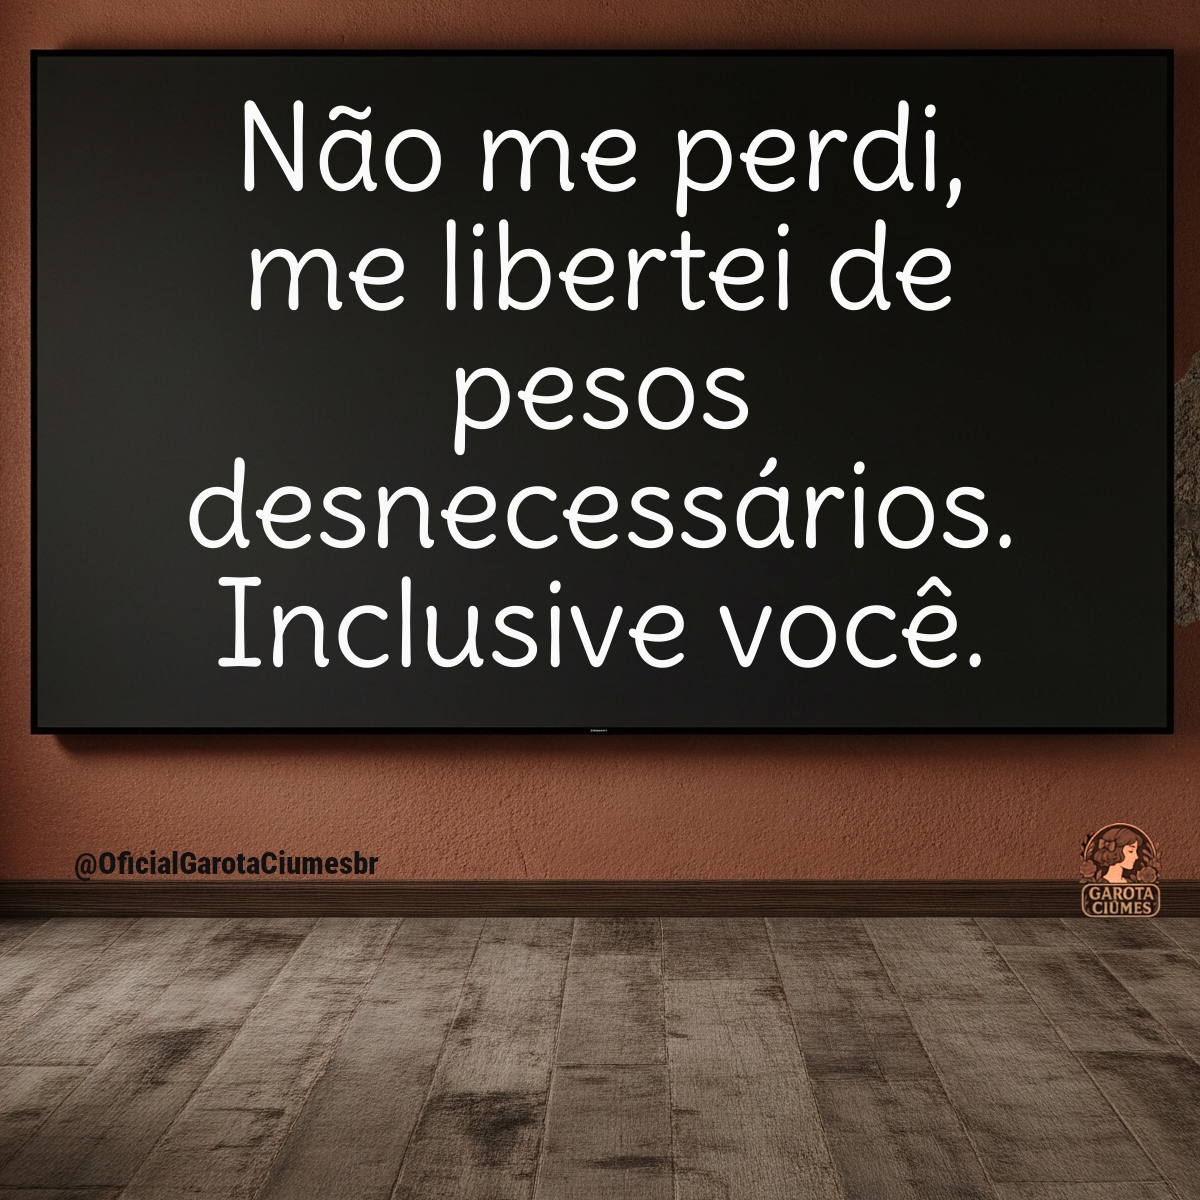 Não me perdi,
me libertei de
pesos
desnecessários.
Inclusive você.
@OficialGarotaCiumesbr
GAROTA
CIÚMES